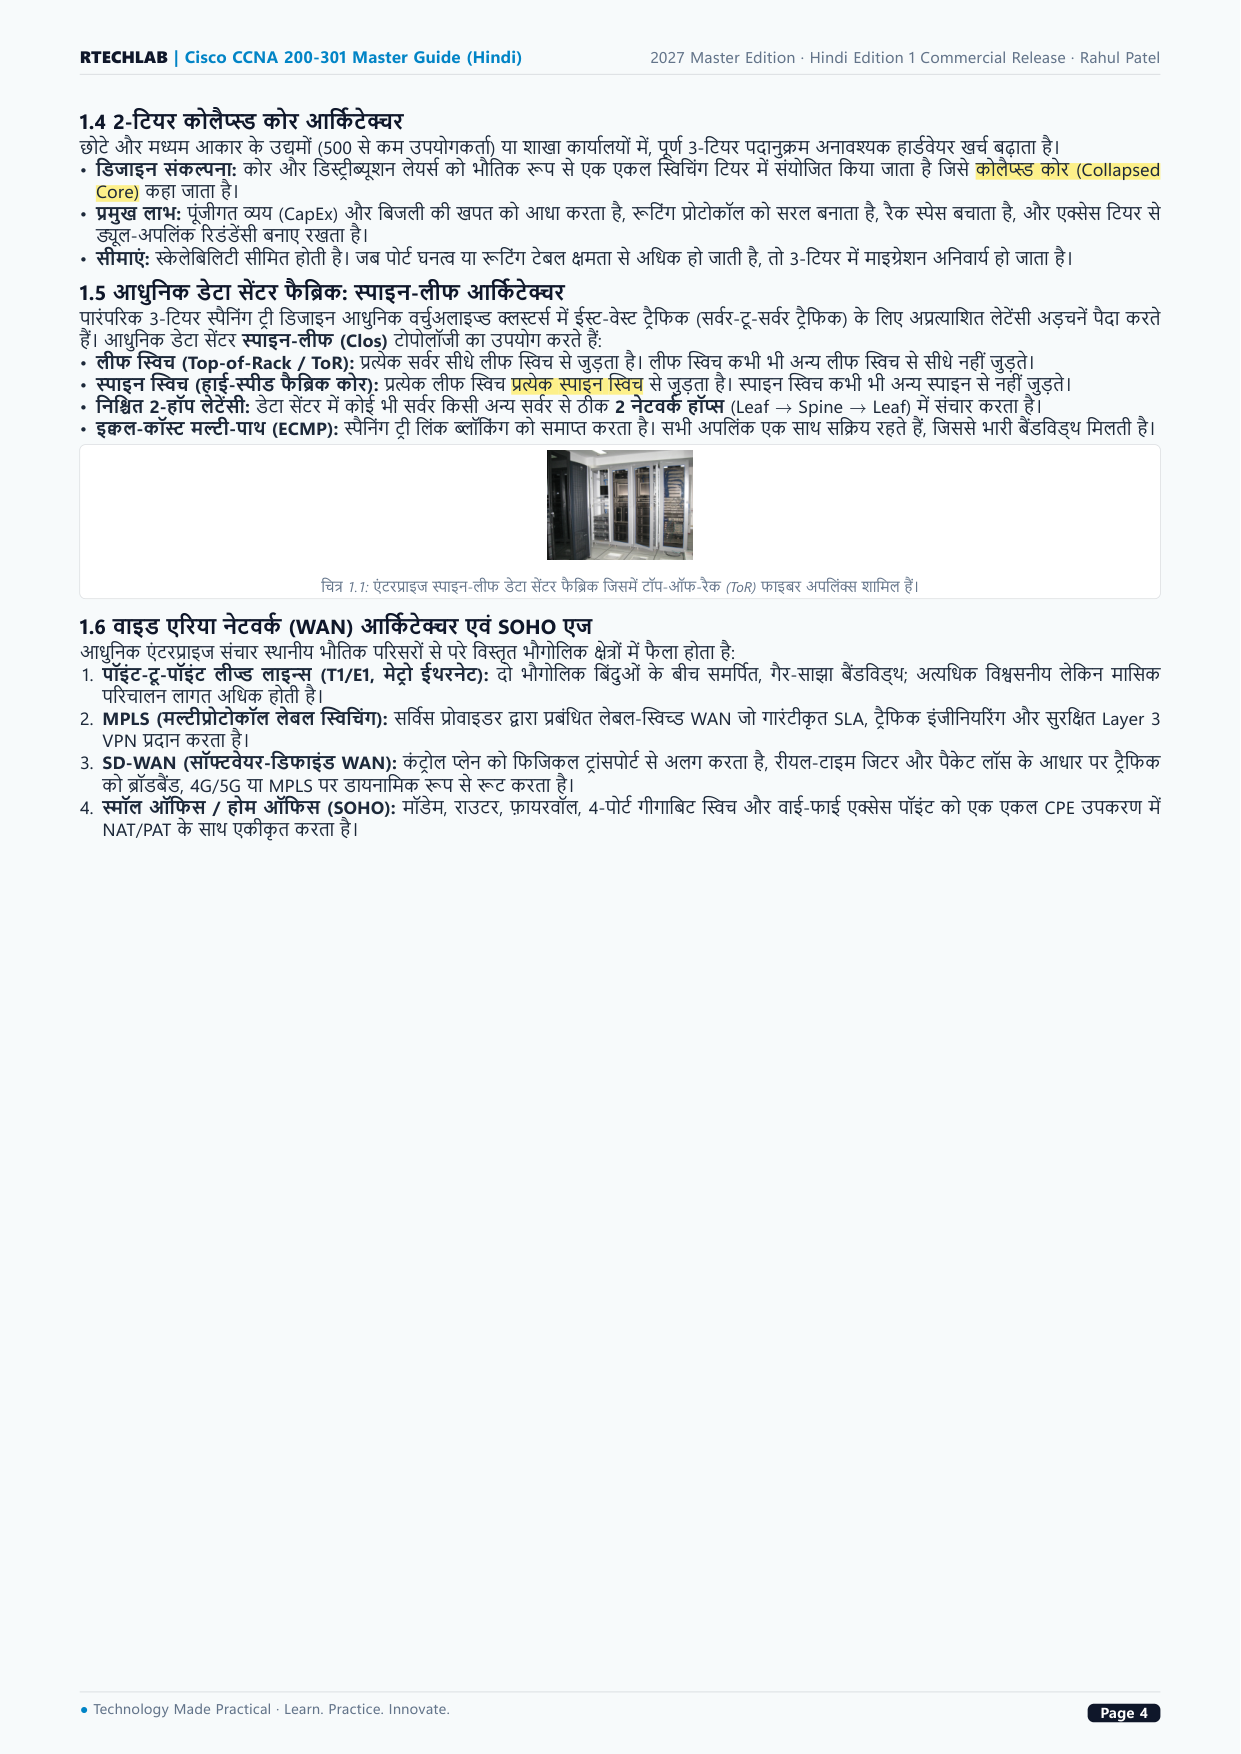 RTECHLAB | Cisco CCNA 200-301 Master Guide (Hindi)
2027 Master Edition · Hindi Edition 1 Commercial Release · Rahul Patel
1.4 2-टियर कोलैप्स्ड कोर आर्किटेक्चर
छोटे और मध्यम आकार के उद्यमों (500 से कम उपयोगकर्ता) या शाखा कार्यालयों में, पूर्ण 3-टियर पदानुक्रम अनावश्यक हार्डवेयर खर्च बढ़ाता है।
• डिजाइन संकल्पना: कोर और डिस्ट्रीब्यूशन लेयर्स को भौतिक रूप से एक एकल स्विचिंग टियर में संयोजित किया जाता है जिसे कोलैप्स्ड कोर (Collapsed
Core) कहा जाता है।
• प्रमुख लाभ: पूंजीगत व्यय (CapEx) और बिजली की खपत को आधा करता है, रूटिंग प्रोटोकॉल को सरल बनाता है, रैक स्पेस बचाता है, और एक्सेस टियर से
ड्यूल-अपलिंक रिडंडेंसी बनाए रखता है।
• सीमाएं: स्केलेबिलिटी सीमित होती है। जब पोर्ट घनत्व या रूटिंग टेबल क्षमता से अधिक हो जाती है, तो 3-टियर में माइग्रेशन अनिवार्य हो जाता है।
1.5 आधुनिक डेटा सेंटर फैब्रिक: स्पाइन-लीफ आर्किटेक्चर
पारंपरिक 3-टियर स्पैनिंग ट्री डिजाइन आधुनिक वर्चुअलाइज्ड क्लस्टर्स में ईस्ट-वेस्ट ट्रैफिक (सर्वर-टू-सर्वर ट्रैफिक) के लिए अप्रत्याशित लेटेंसी अड़चनें पैदा करते
हैं। आधुनिक डेटा सेंटर स्पाइन-लीफ (Clos) टोपोलॉजी का उपयोग करते हैं:
• लीफ स्विच (Top-of-Rack / ToR): प्रत्येक सर्वर सीधे लीफ स्विच से जुड़ता है। लीफ स्विच कभी भी अन्य लीफ स्विच से सीधे नहीं जुड़ते।
• स्पाइन स्विच (हाई-स्पीड फैब्रिक कोर): प्रत्येक लीफ स्विच प्रत्येक स्पाइन स्विच से जुड़ता है। स्पाइन स्विच कभी भी अन्य स्पाइन से नहीं जुड़ते।
• निश्चित 2-हॉप लेटेंसी: डेटा सेंटर में कोई भी सर्वर किसी अन्य सर्वर से ठीक 2 नेटवर्क हॉप्स (Leaf → Spine → Leaf) में संचार करता है।
• इक्वल-कॉस्ट मल्टी-पाथ (ECMP): स्पैनिंग ट्री लिंक ब्लॉकिंग को समाप्त करता है। सभी अपलिंक एक साथ सक्रिय रहते हैं, जिससे भारी बैंडविड्थ मिलती है।
चित्र 1.1: एंटरप्राइज स्पाइन-लीफ डेटा सेंटर फैब्रिक जिसमें टॉप-ऑफ-रैक (ToR) फाइबर अपलिंक्स शामिल हैं।
1.6 वाइड एरिया नेटवर्क (WAN) आर्किटेक्चर एवं SOHO एज
आधुनिक एंटरप्राइज संचार स्थानीय भौतिक परिसरों से परे विस्तृत भौगोलिक क्षेत्रों में फैला होता है:
1. पॉइंट-टू-पॉइंट लीज्ड लाइन्स (T1/E1, मेट्रो ईथरनेट): दो भौगोलिक बिंदुओं के बीच समर्पित, गैर-साझा बैंडविड्थ; अत्यधिक विश्वसनीय लेकिन मासिक
परिचालन लागत अधिक होती है।
2. MPLS (मल्टीप्रोटोकॉल लेबल स्विचिंग): सर्विस प्रोवाइडर द्वारा प्रबंधित लेबल-स्विच्ड WAN जो गारंटीकृत SLA, ट्रैफिक इंजीनियरिंग और सुरक्षित Layer 3
VPN प्रदान करता है।
3. SD-WAN (सॉफ्टवेयर-डिफाइंड WAN): कंट्रोल प्लेन को फिजिकल ट्रांसपोर्ट से अलग करता है, रीयल-टाइम जिटर और पैकेट लॉस के आधार पर ट्रैफिक
को ब्रॉडबैंड, 4G/5G या MPLS पर डायनामिक रूप से रूट करता है।
4. स्मॉल ऑफिस / होम ऑफिस (SOHO): मॉडेम, राउटर, फ़ायरवॉल, 4-पोर्ट गीगाबिट स्विच और वाई-फाई एक्सेस पॉइंट को एक एकल CPE उपकरण में
NAT/PAT के साथ एकीकृत करता है।
• Technology Made Practical · Learn. Practice. Innovate.
Page 4